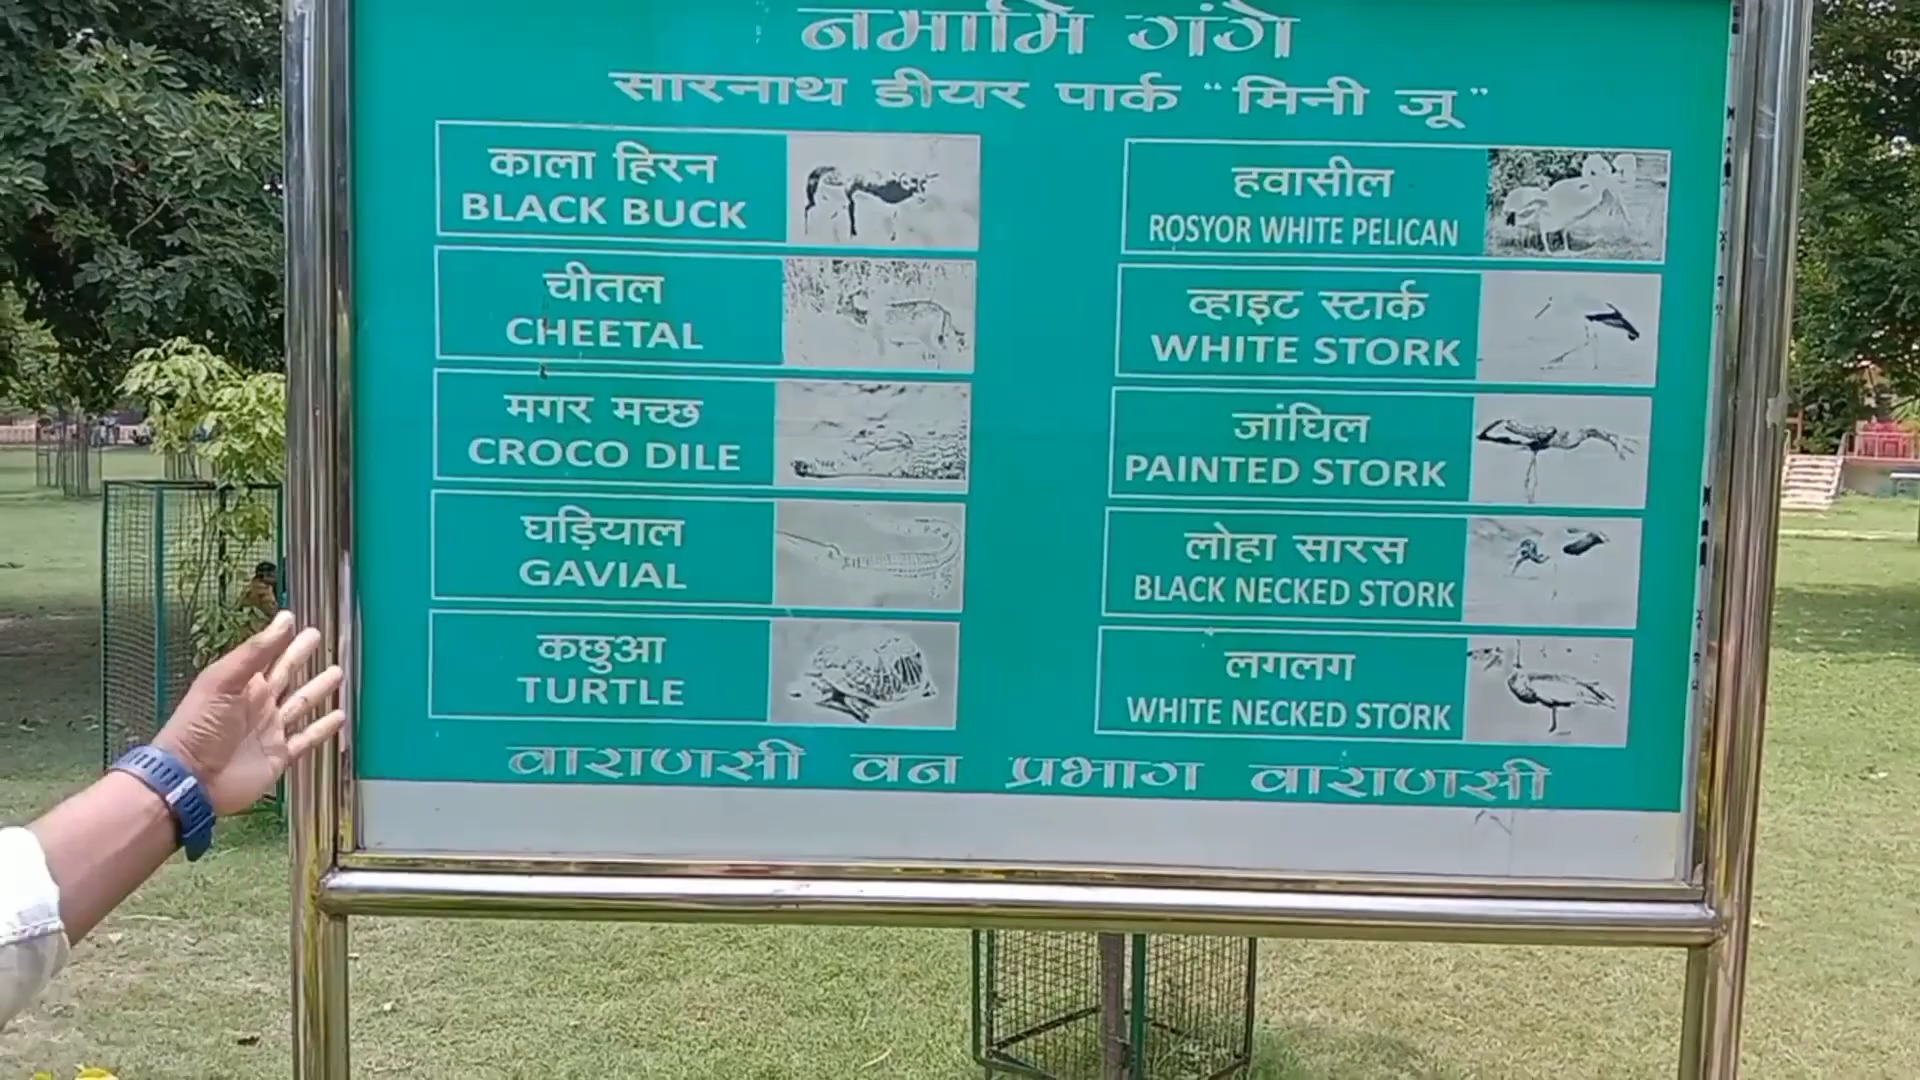 नमामि गंगे
सारनाथ डीयर पार्क "मिनी जू"
काला हिरन
BLACK BUCK
चीतल
CHEETAL
मगर मच्छ
CROCO DILE
घड़ियाल
GAVIAL
कछुआ
TURTLE
हवासील
ROSYOR WHITE PELICAN
व्हाइट स्टार्क
WHITE STORK
जांघिल
PAINTED STORK
लोहा सारस
BLACK NECKED STORK
लगलग
WHITE NECKED STORK
वाराणसी वन प्रभाग वाराणसी